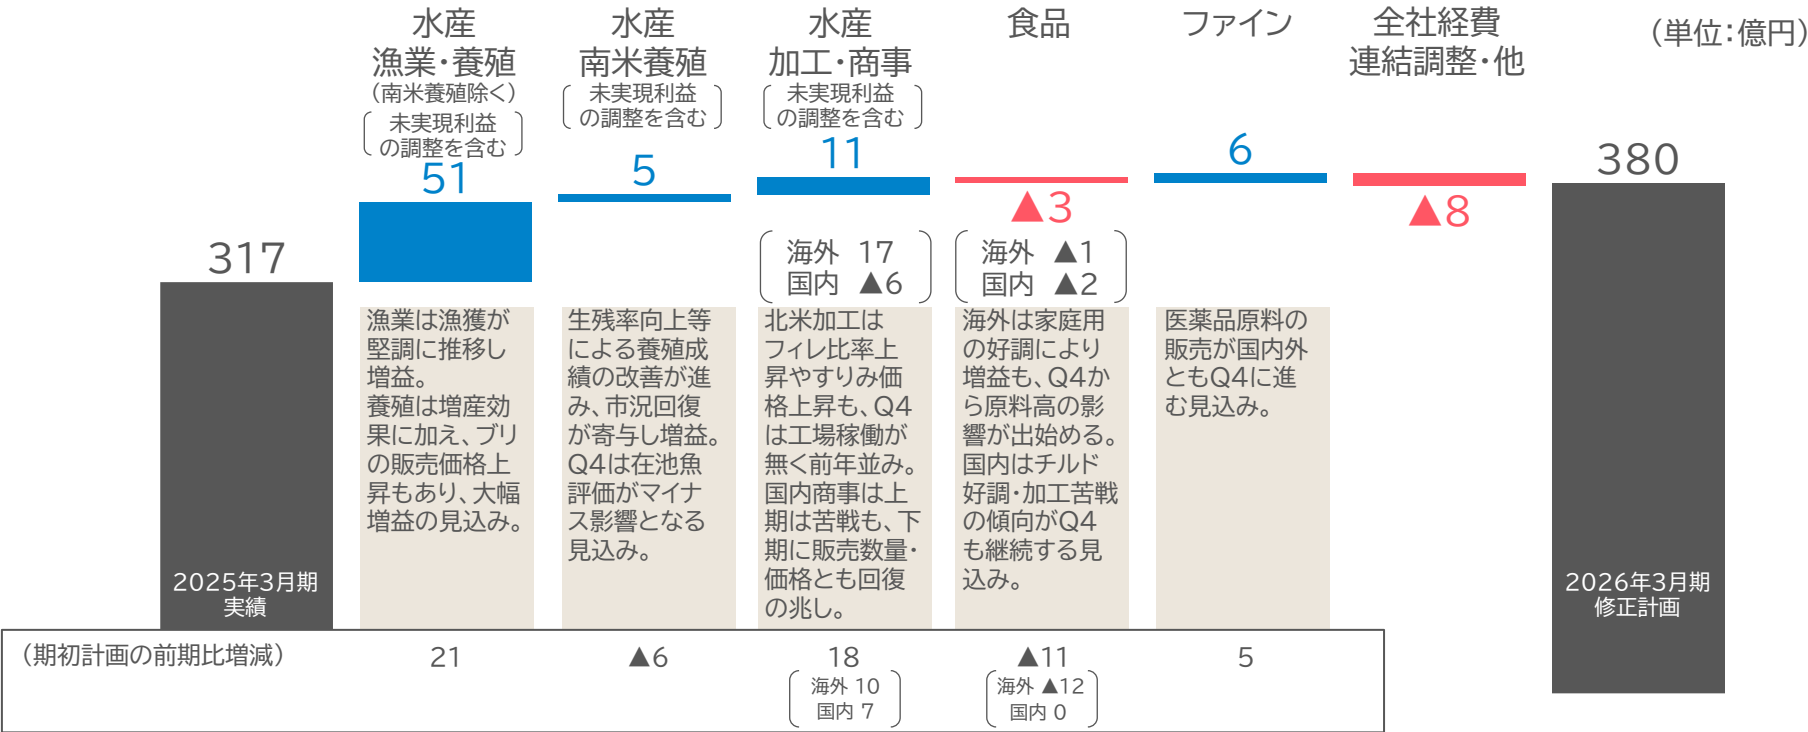 水産
漁業・養殖
（南米養殖除く）
未実現利益
の調整を含む
51
水産
南米養殖
未実現利益
の調整を含む
5
水産
加工・商事
未実現利益
の調整を含む
11
食品
▲3
ファイン
6
全社経費
連結調整・他
▲8
（単位：億円）
317
380
海外 17
国内 ▲6
海外 ▲1
国内 ▲2
2025年3月期
実績
漁業は漁獲が
堅調に推移し
増益。
養殖は増産効
果に加え、ブリ
の販売価格上
昇もあり、大幅
増益の見込み。
生残率向上等
による養殖成
績の改善が進
み、市況回復
が寄与し増益。
Q4は在池魚
評価がマイナ
ス影響となる
見込み。
北米加工は
フィレ比率上
昇やすりみ価
格上昇も、Q4
は工場稼働が
無く前年並み。
国内商事は上
期は苦戦も、下
期に販売数量・
価格とも回復
の兆し。
海外は家庭用
の好調により
増益も、Q4か
ら原料高の影
響が出始める。
国内はチルド
好調・加工苦戦
の傾向がQ4
も継続する見
込み。
医薬品原料の
販売が国内外
ともQ4に進
む見込み。
2026年3月期
修正計画
（期初計画の前期比増減）
21
▲6
18
海外 10
国内 7
▲11
海外 ▲12
国内 0
5